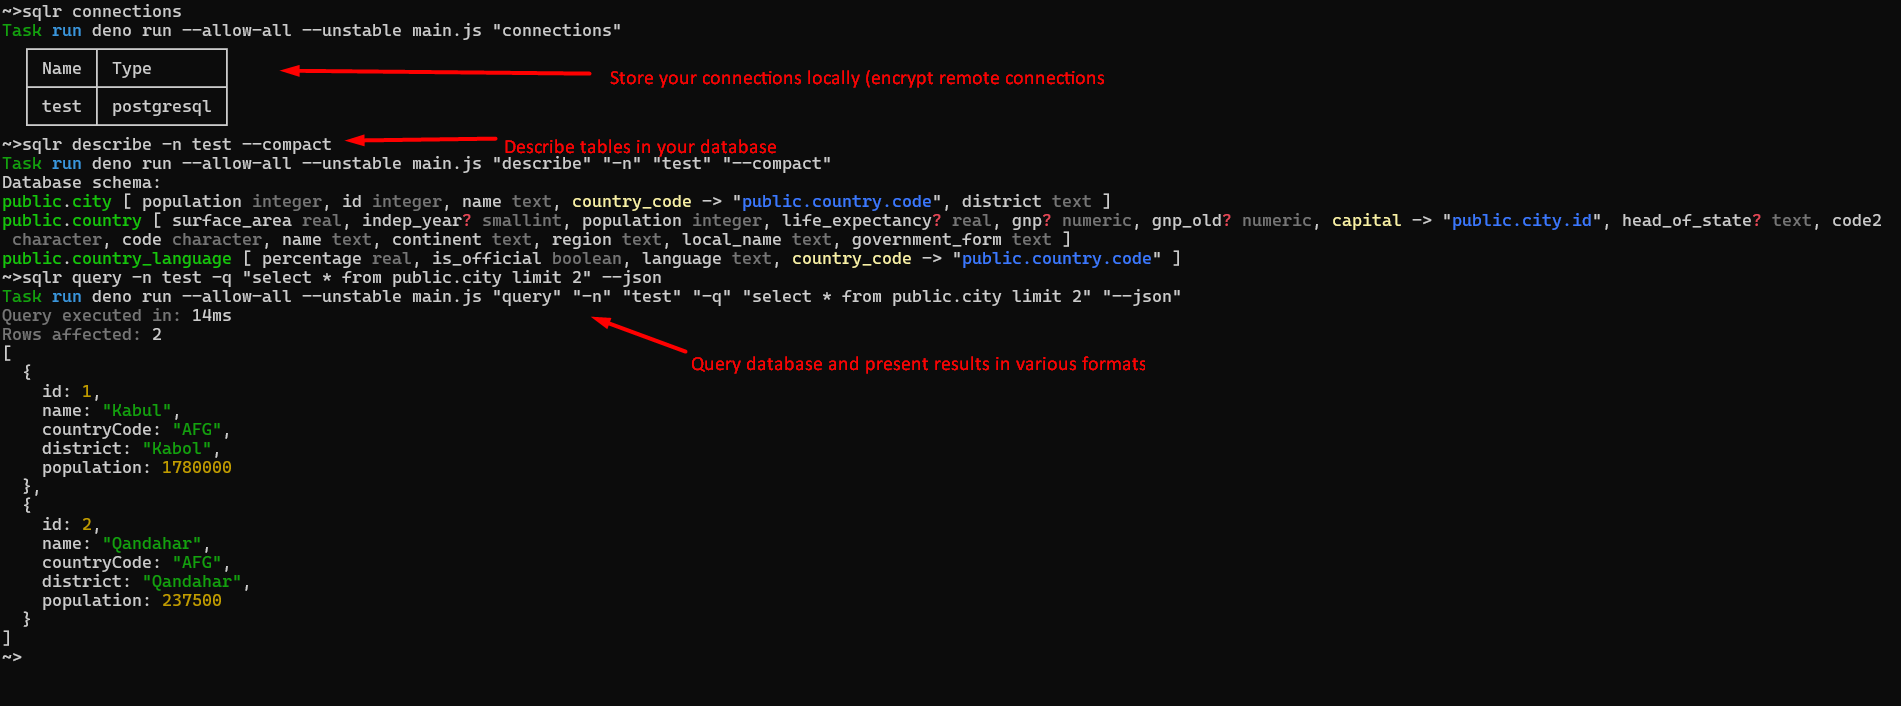 ~>sqlr connections
Task run deno run --allow-all --unstable main.js "connections"
Name Type
Store your connections locally (encrypt remote connections
test postgresql
~>sqlr describe -n test --compact
Describe tables in your database
Task run deno run --allow-all --unstable main.js "describe" "-n" "test" "--compact"
Database schema:
public.city [ population integer, id integer, name text, country_code -> "public.country.code", district text ]
public.country [ surface_area real, indep_year? smallint, population integer, life_expectancy? real, gnp? numeric, gnp_old? numeric, capital -> "public.city.id", head_of_state? text, code2
character, code character, name text, continent text, region text, local_name text, government_form text ]
public.country_language [ percentage real, is_official boolean, language text, country_code -> "public.country.code" ]
~>sqlr query -n test -q "select * from public.city limit 2" --json
Task run deno run --allow-all --unstable main.js "query" "-n" "test" "-q" "select * from public.city limit 2" "--json"
Query executed in: 14ms
Rows affected: 2
[
{
Query database and present results in various formats
id: 1,
name: "Kabul",
countryCode: "AFG",
district: "Kabol",
population: 1780000
},
{
id: 2,
name: "Qandahar",
countryCode: "AFG",
district: "Qandahar",
population: 237500
}
]
~>